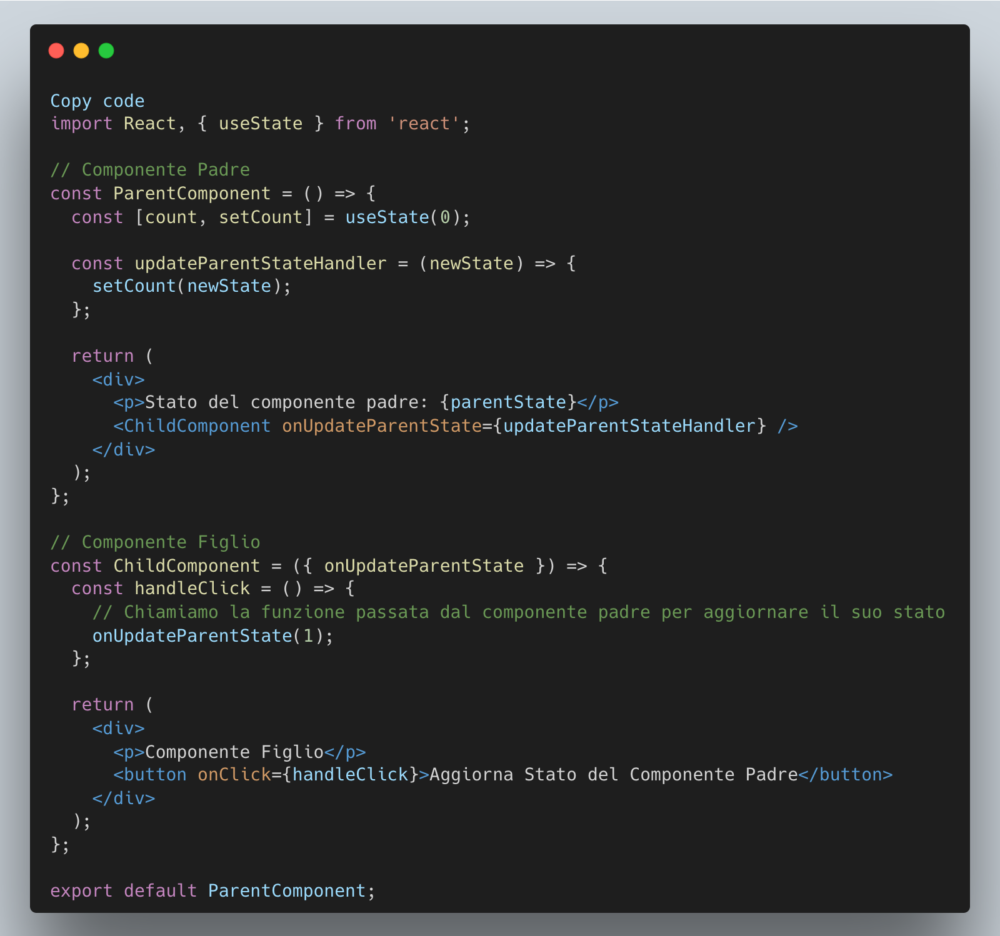 Copy code
import React, { useState } from 'react';
// Componente Padre
const ParentComponent = () => {
  const [count, setCount] = useState(0);
  const updateParentStateHandler = (newState) => {
    setCount(newState);
  };
  return (
    <div>
      <p>Stato del componente padre: {parentState}</p>
      <ChildComponent onUpdateParentState={updateParentStateHandler} />
    </div>
  );
};
// Componente Figlio
const ChildComponent = ({ onUpdateParentState }) => {
  const handleClick = () => {
    // Chiamiamo la funzione passata dal componente padre per aggiornare il suo stato
    onUpdateParentState(1);
  };
  return (
    <div>
      <p>Componente Figlio</p>
      <button onClick={handleClick}>Aggiorna Stato del Componente Padre</button>
    </div>
  );
};
export default ParentComponent;